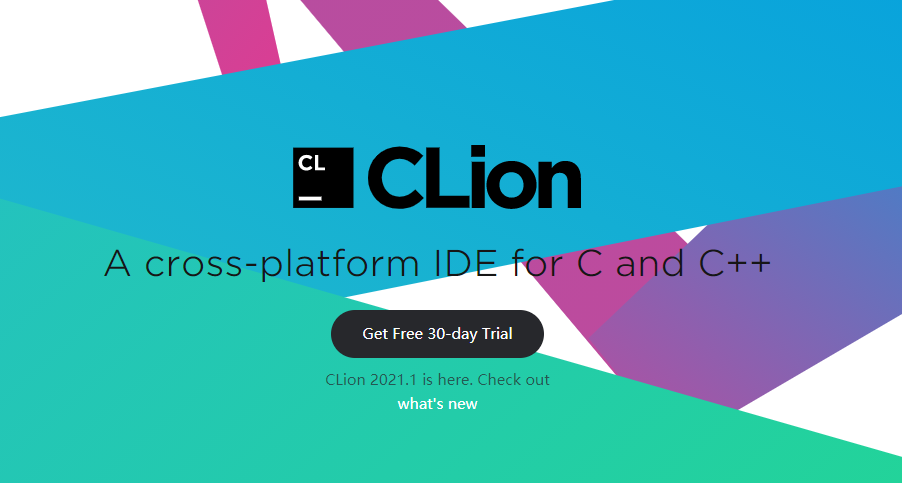 CL
CLion
A cross-platform IDE for C and C++
Get Free 30-day Trial
CLion 2021.1 is here. Check out
what's new